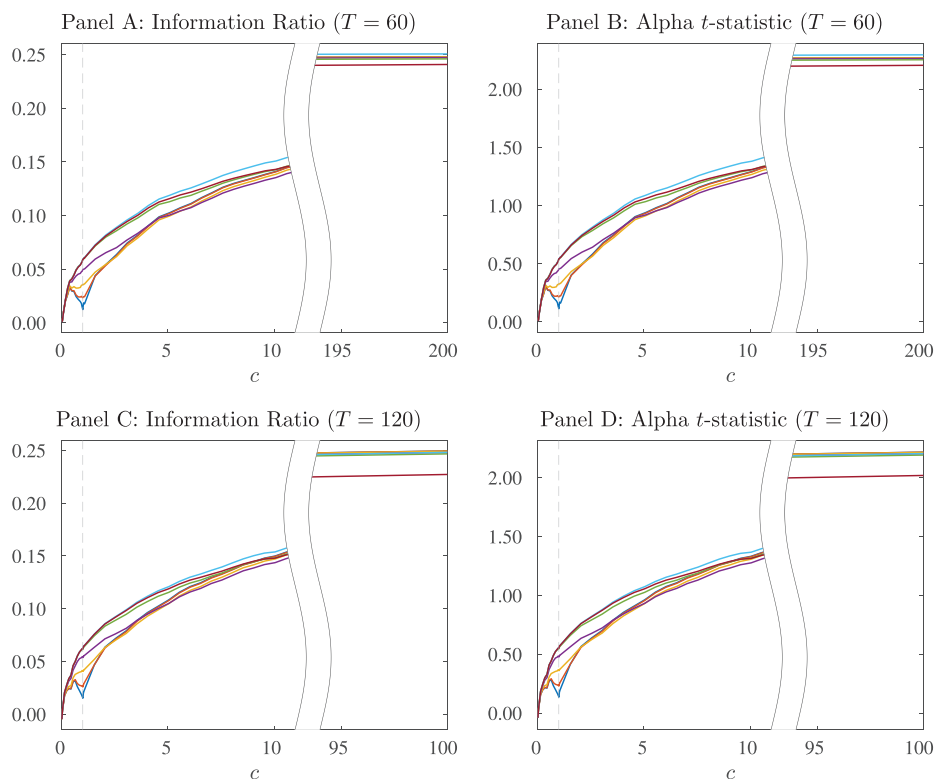 Panel A: Information Ratio (T = 60)
0.25
0.20
0.15
0.10
0.05
0.00
0 5 10 195 200
c
Panel B: Alpha t-statistic (T = 60)
2.00
1.50
1.00
0.50
0.00
0 5 10 195 200
c
Panel C: Information Ratio (T = 120)
0.25
0.20
0.15
0.10
0.05
0.00
0 5 10 95 100
c
Panel D: Alpha t-statistic (T = 120)
2.00
1.50
1.00
0.50
0.00
0 5 10 95 100
c